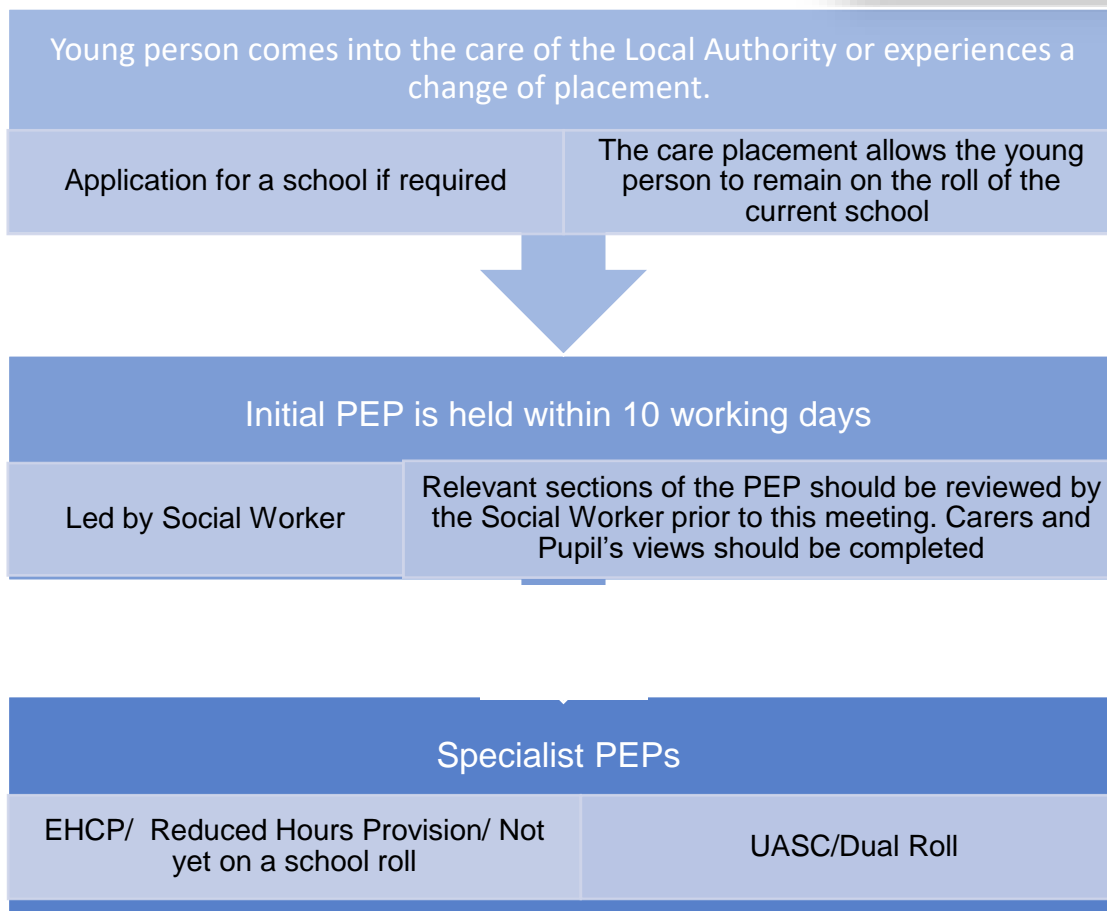 Young person comes into the care of the Local Authority or experiences a
change of placement.
Application for a school if required
The care placement allows the young
person to remain on the roll of the
current school
Initial PEP is held within 10 working days
Led by Social Worker
Relevant sections of the PEP should be reviewed by
the Social Worker prior to this meeting. Carers and
Pupil’s views should be completed
Specialist PEPs
EHCP/  Reduced Hours Provision/ Not
yet on a school roll
UASC/Dual Roll